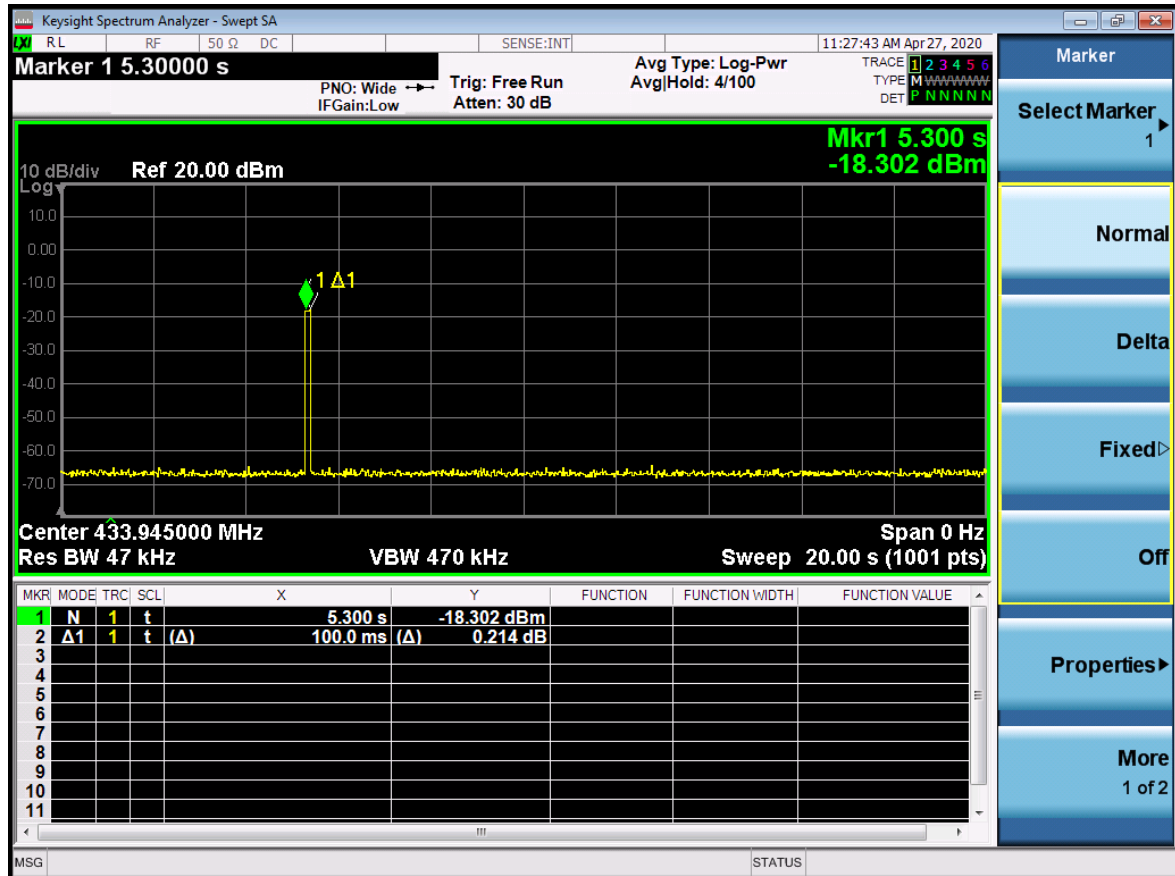 Keysight Spectrum Analyzer - Swept SA
LXI RL RF 50 Ω DC SENSE:INT 11:27:43 AM Apr 27, 2020
Marker 1 5.30000 s
PNO: Wide
IFGain:Low
Trig: Free Run
Atten: 30 dB
Avg Type: Log-Pwr
Avg|Hold: 4/100
TRACE 1 2 3 4 5 6
TYPE M WWWWW
DET P N N N N N
Mkr1 5.300 s
-18.302 dBm
10 dB/div Ref 20.00 dBm
Log
10.0
0.00
-10.0
-20.0
-30.0
-40.0
-50.0
-60.0
-70.0
1 Δ1
Center 433.945000 MHz Span 0 Hz
Res BW 47 kHz VBW 470 kHz Sweep 20.00 s (1001 pts)
MKR MODE TRC SCL X Y FUNCTION FUNCTION WIDTH FUNCTION VALUE
1 N 1 t 5.300 s -18.302 dBm
2 Δ1 1 t (Δ) 100.0 ms (Δ) 0.214 dB
3
4
5
6
7
8
9
10
11
MSG STATUS
Marker
Select Marker
1
Normal
Delta
Fixed
Off
Properties
More
1 of 2